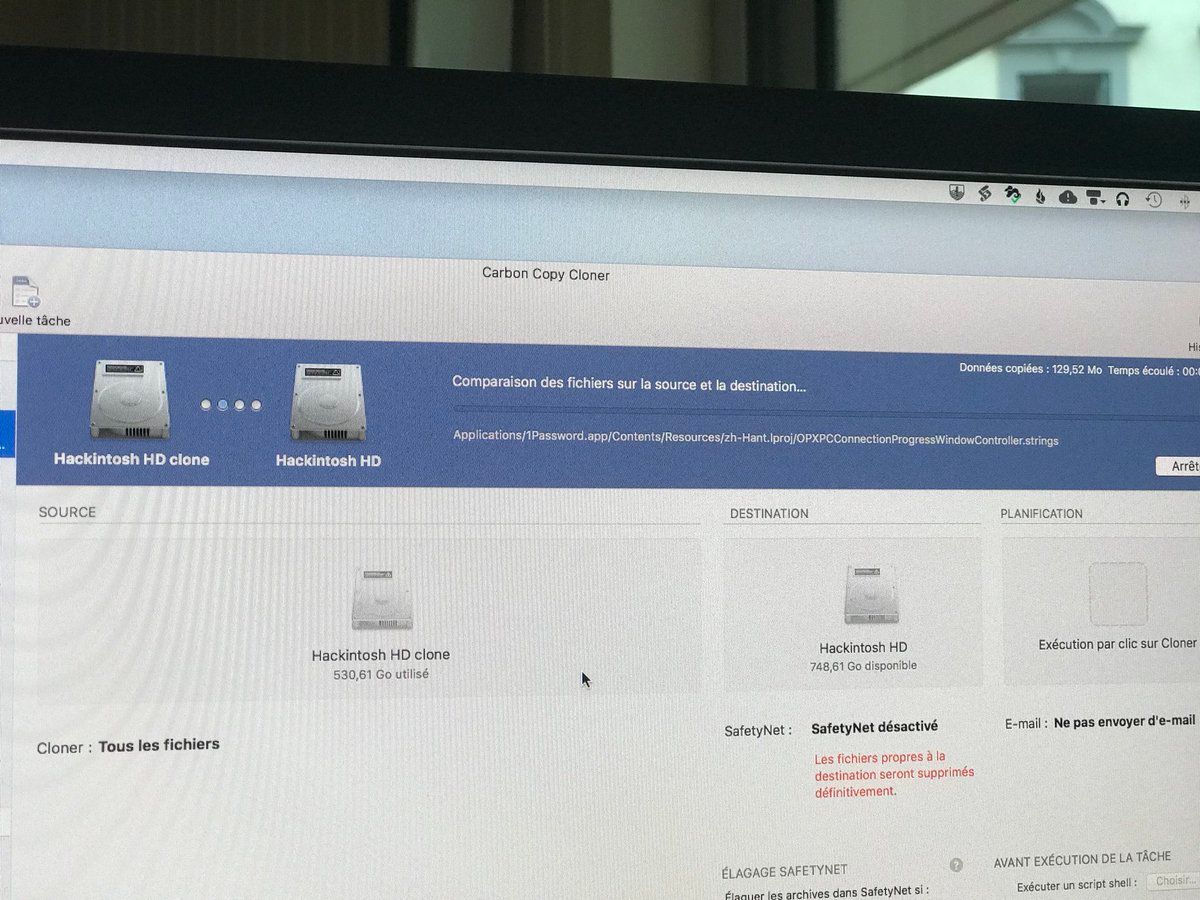 Carbon Copy Cloner
uvelle tâche
His
Données copiées : 129,52 Mo Temps écoulé : 00:0
Comparaison des fichiers sur la source et la destination...
Applications/1Password.app/Contents/Resources/zh-Hant.lproj/OPXPCConnectionProgressWindowController.strings
Hackintosh HD clone
Hackintosh HD
Arrêt
SOURCE
DESTINATION
PLANIFICATION
Hackintosh HD clone
530,61 Go utilisé
Hackintosh HD
748,61 Go disponible
Exécution par clic sur Cloner
Cloner : Tous les fichiers
SafetyNet : SafetyNet désactivé
Les fichiers propres à la
destination seront supprimés
définitivement.
E-mail : Ne pas envoyer d'e-mail
ÉLAGAGE SAFETYNET
?
Élaguer les archives dans SafetyNet si :
AVANT EXÉCUTION DE LA TÂCHE
Exécuter un script shell : Choisir...